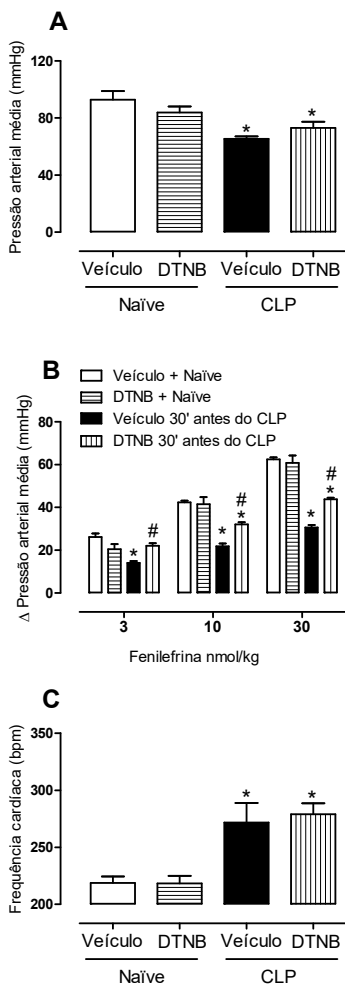 A
Pressão arterial média (mmHg)
120
80
40
0
* *
Veículo DTNB Veículo DTNB
Naïve CLP
B
Veículo + Naïve
DTNB + Naïve
Veículo 30' antes do CLP
DTNB 30' antes do CLP
Δ Pressão arterial média (mmHg)
80
60
40
20
0
* #
* # *
* # *
3 10 30
Fenilefrina nmol/kg
C
Frequência cardíaca (bpm)
350
300
250
200
* *
Veículo DTNB Veículo DTNB
Naïve CLP